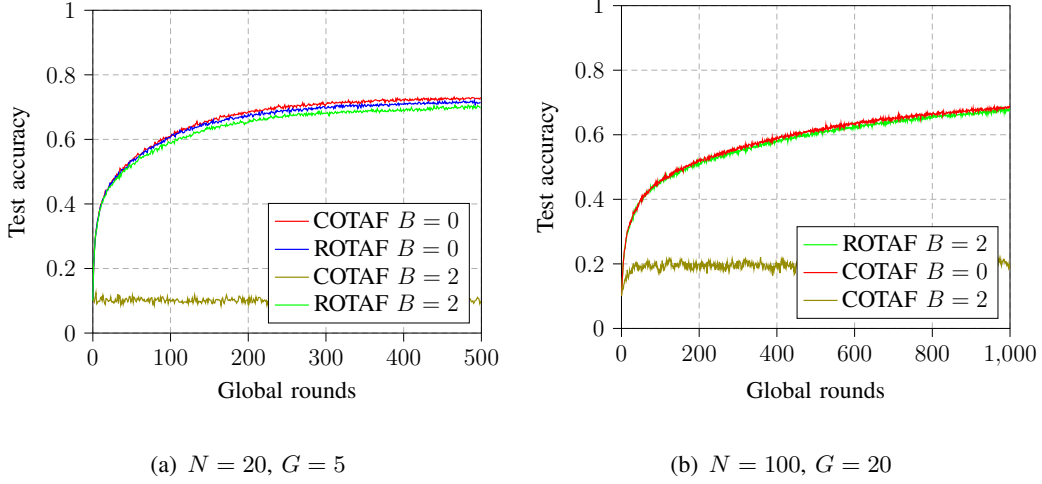 1
0.8
0.6
0.4
0.2
0
Test accuracy
COTAF B = 0
ROTAF B = 0
COTAF B = 2
ROTAF B = 2
0 100 200 300 400 500
Global rounds
(a) N = 20, G = 5
1
0.8
0.6
0.4
0.2
0
Test accuracy
ROTAF B = 2
COTAF B = 0
COTAF B = 2
0 200 400 600 800 1,000
Global rounds
(b) N = 100, G = 20